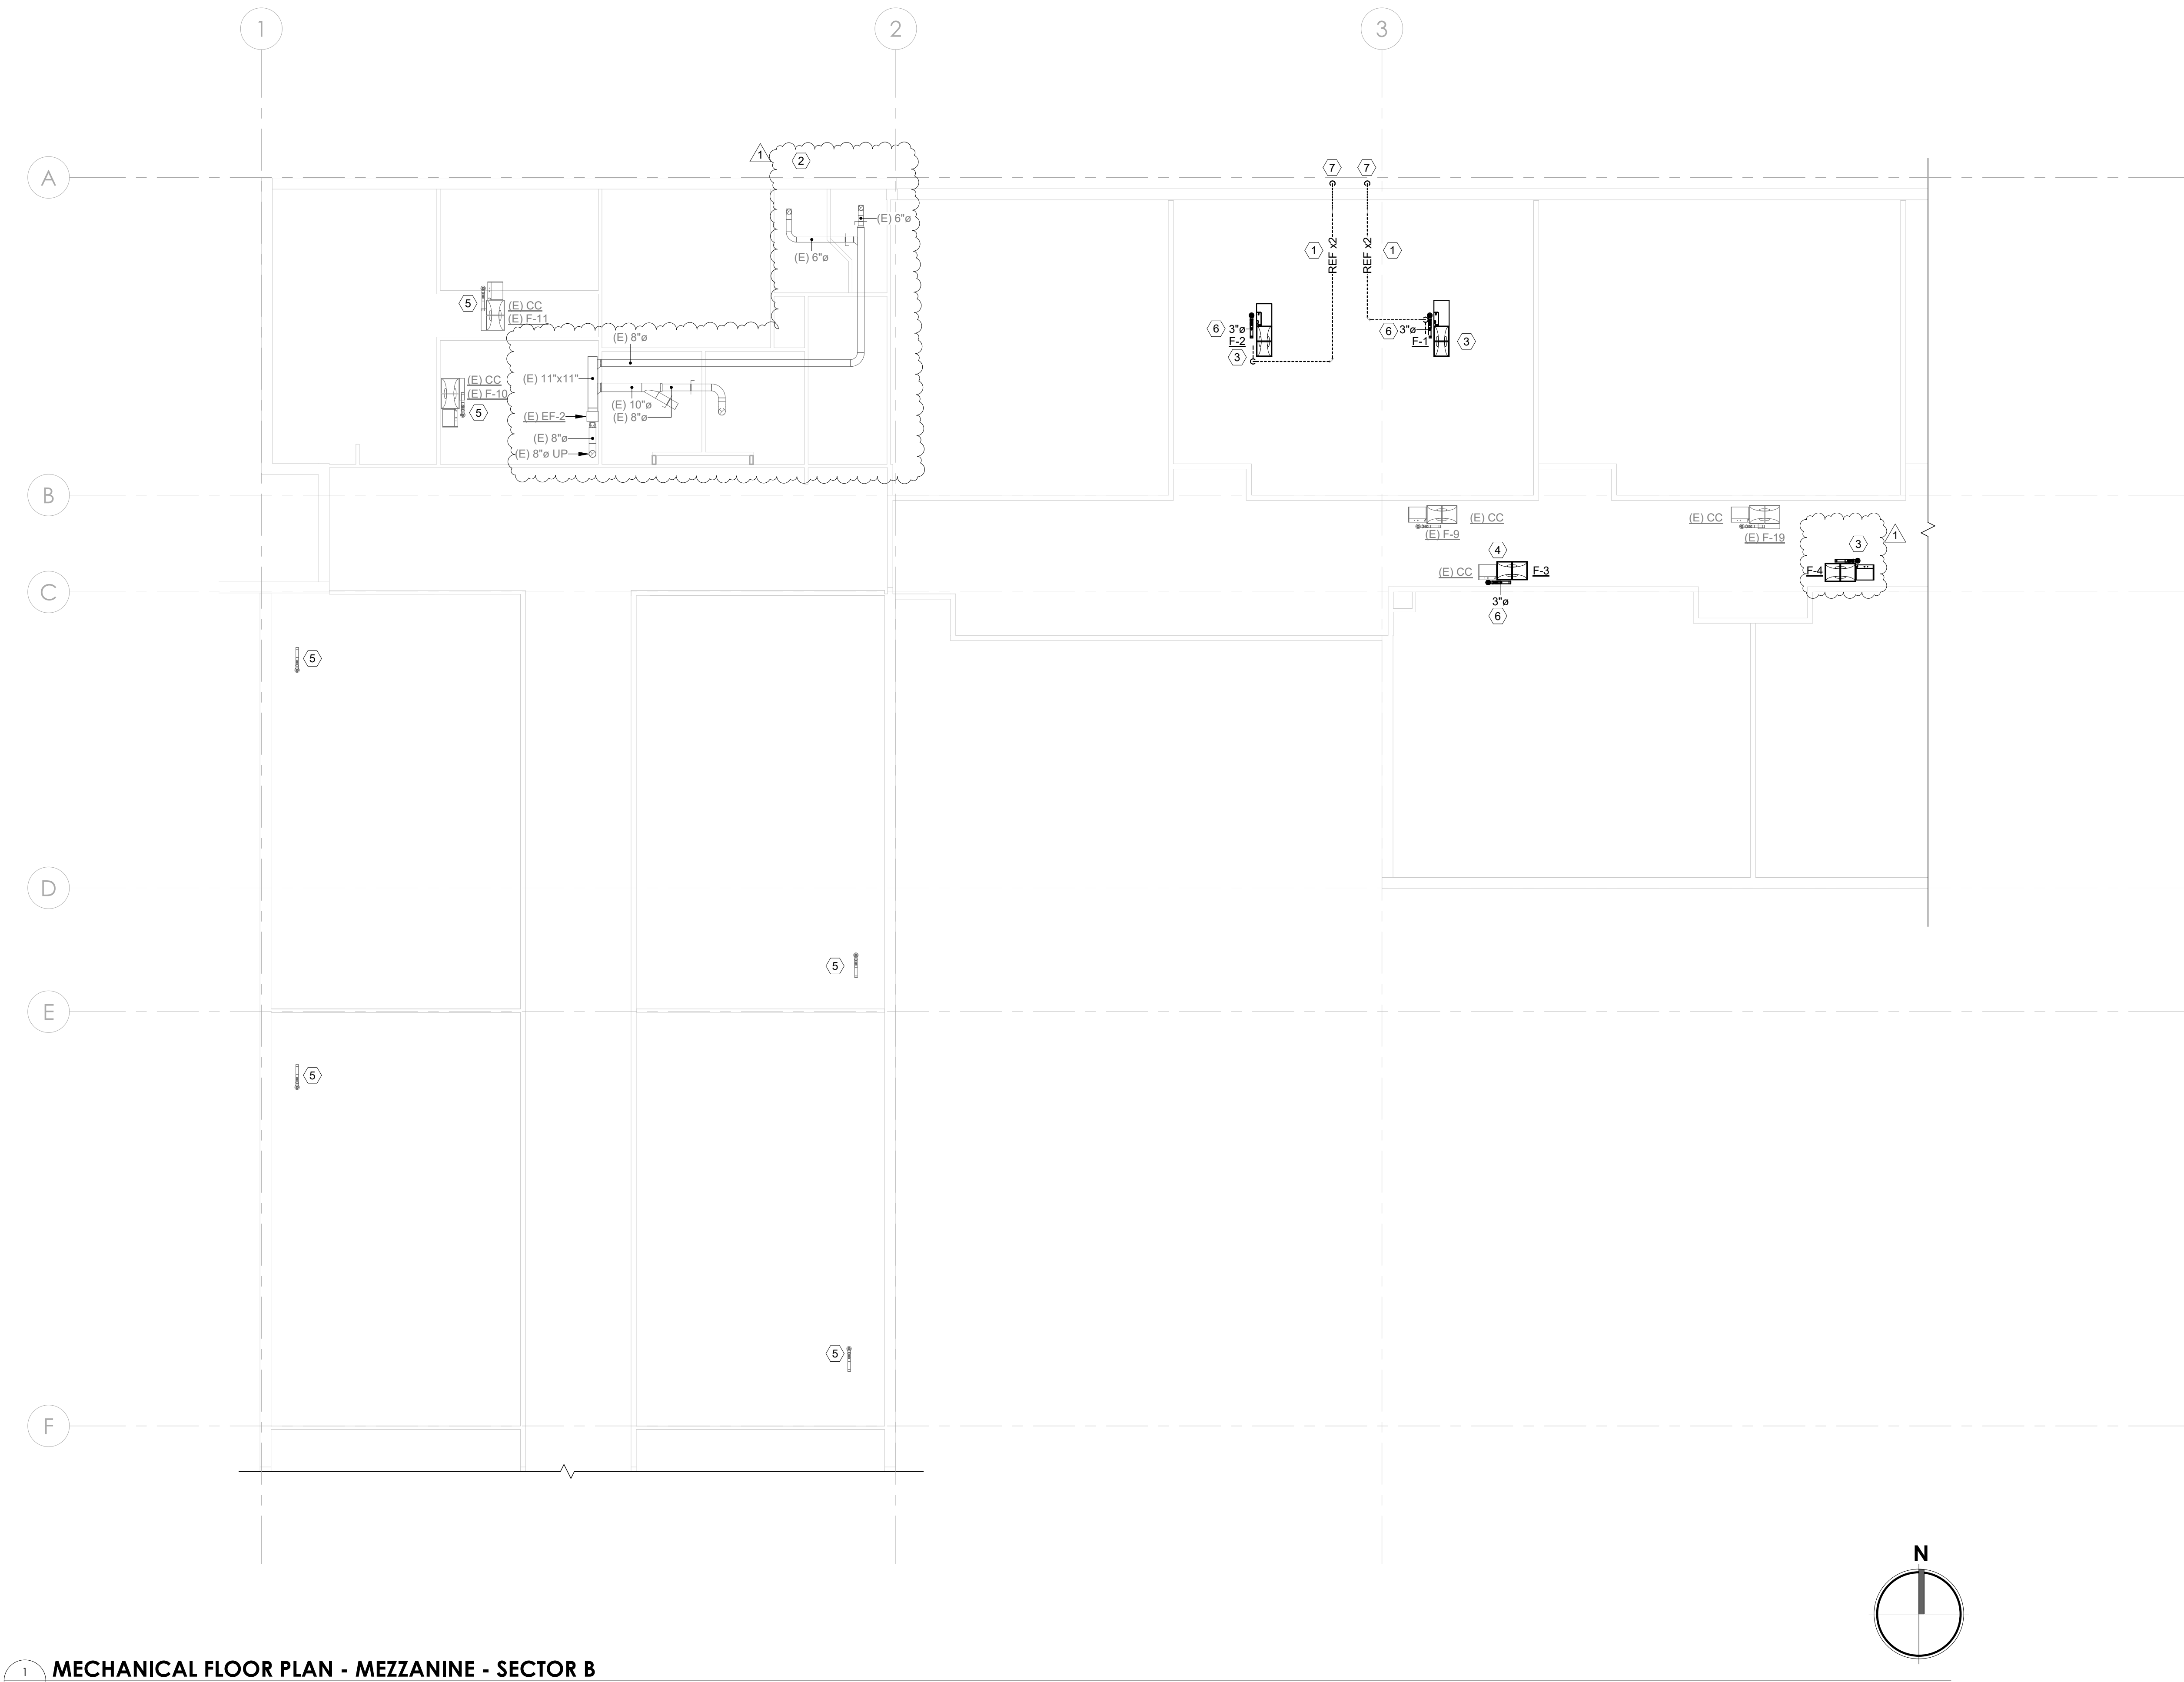 1 2 3
A
1 2
7 7
(E) 6"ø
(E) 6"ø
1 REF x2 REF x2 1
5 (E) CC
(E) F-11
6 3"ø
F-2
3
6 3"ø
F-1
3
(E) 8"ø
(E) 11"x11"
(E) CC
(E) F-10
5
(E) 10"ø
(E) EF-2
(E) 8"ø
(E) 8"ø
(E) 8"ø UP
B
(E) CC
(E) F-9
(E) CC
(E) F-19
1
3
4
(E) CC F-3
F-4
3"ø
6
C
5
D
5
E
5
5
F
N
1 MECHANICAL FLOOR PLAN - MEZZANINE - SECTOR B